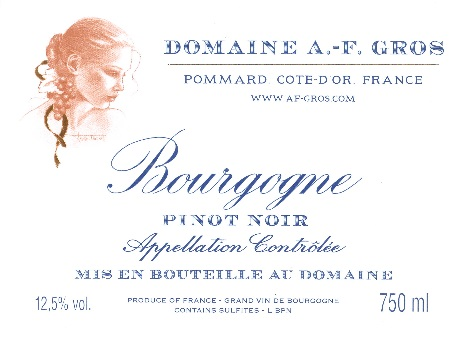 DOMAINE A.-F. GROS
POMMARD COTE-D'OR, FRANCE
WWW.AF-GROS.COM
Bourgogne
PINOT NOIR
Appellation Contrôlée
MIS EN BOUTEILLE AU DOMAINE
12,5% vol.
PRODUCE OF FRANCE - GRAND VIN DE BOURGOGNE
CONTAINS SULFITES - L BPN
750 ml